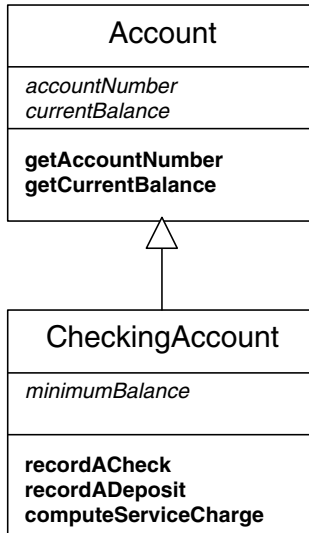 Account
accountNumber
currentBalance
getAccountNumber
getCurrentBalance
CheckingAccount
minimumBalance
recordACheck
recordADeposit
computeServiceCharge